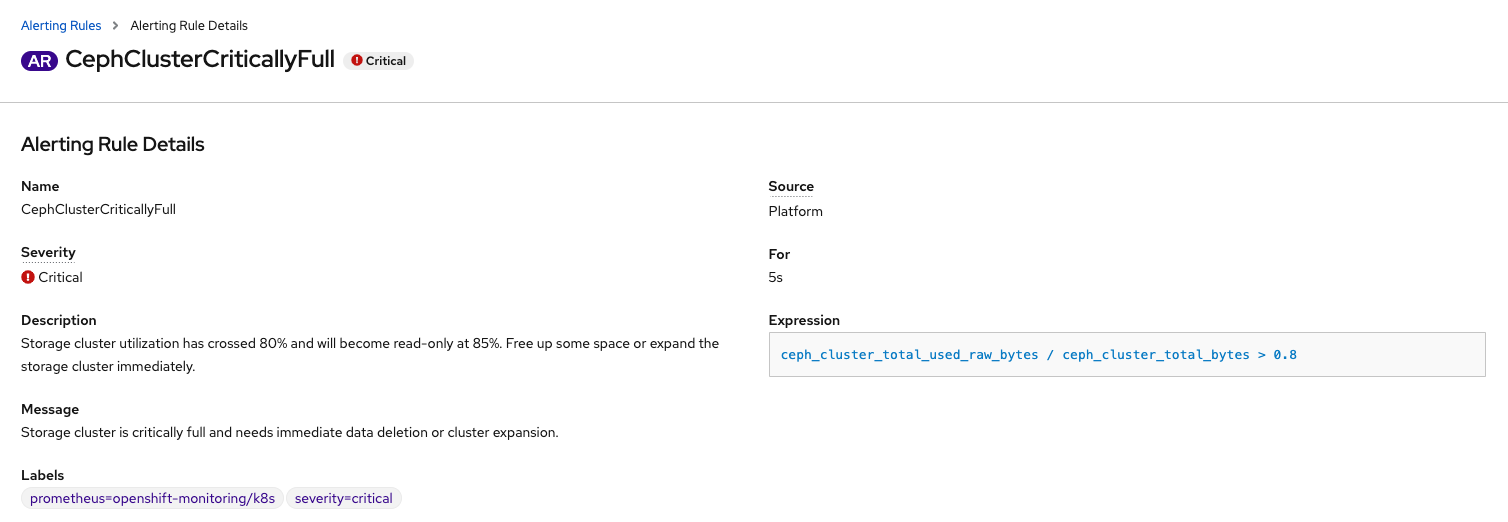 Alerting Rules > Alerting Rule Details
AR CephClusterCriticallyFull Critical
Alerting Rule Details
Name
CephClusterCriticallyFull
Severity
Critical
Description
Storage cluster utilization has crossed 80% and will become read-only at 85%. Free up some space or expand the
storage cluster immediately.
Message
Storage cluster is critically full and needs immediate data deletion or cluster expansion.
Labels
prometheus=openshift-monitoring/k8s severity=critical
Source
Platform
For
5s
Expression
ceph_cluster_total_used_raw_bytes / ceph_cluster_total_bytes > 0.8